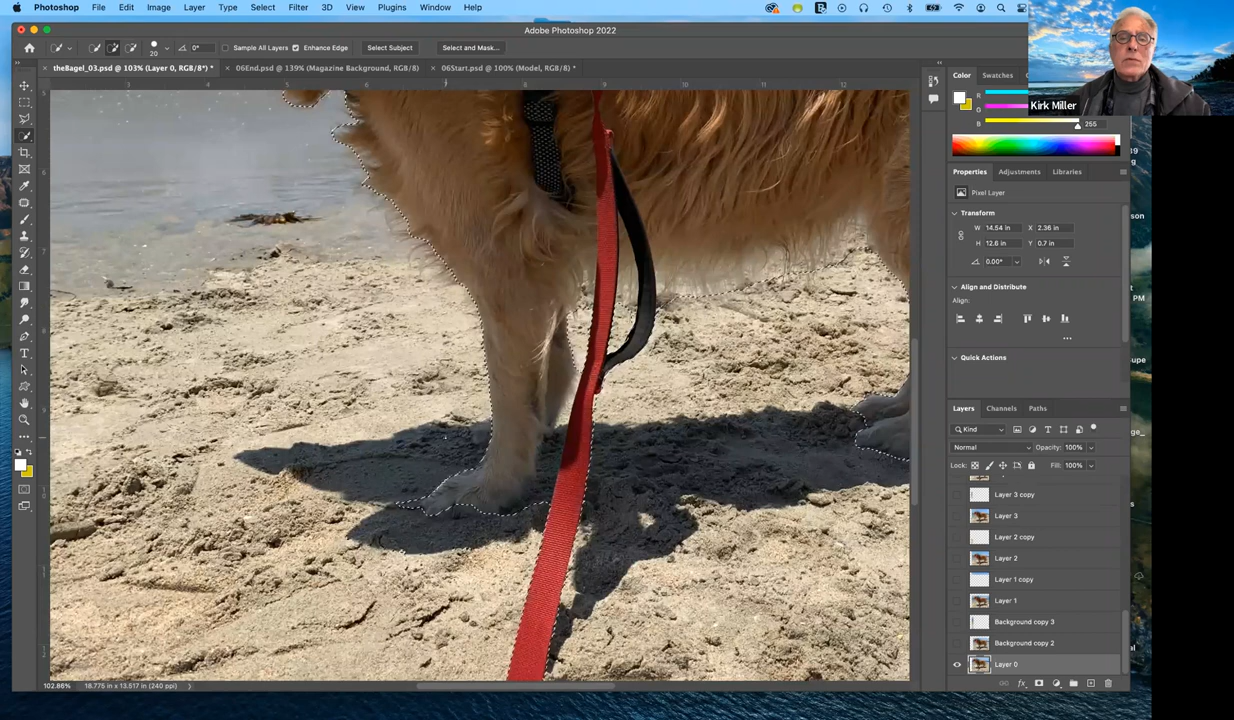 Photoshop File Edit Image Layer Type Select Filter 3D View Plugins Window Help
Adobe Photoshop 2022
20 0° Sample All Layers Enhance Edge Select Subject Select and Mask...
theBagel_03.psd @ 103% (Layer 0, RGB/8*) * 06End.psd @ 139% (Magazine Background, RGB/8) 06Start.psd @ 100% (Model, RGB/8) *
Kirk Miller
Color Swatches
R
G
B 255
Properties Adjustments Libraries
Pixel Layer
Transform
W 14.54 in X 2.36 in
H 12.6 in Y 0.7 in
0.00°
Align and Distribute
Align:
Quick Actions
Layers Channels Paths
Kind
Normal Opacity: 100%
Lock: Fill: 100%
Layer 3 copy
Layer 3
Layer 2 copy
Layer 2
Layer 1 copy
Layer 1
Background copy 3
Background copy 2
Layer 0
102.86% 18.775 in x 13.517 in (240 ppi)
PM